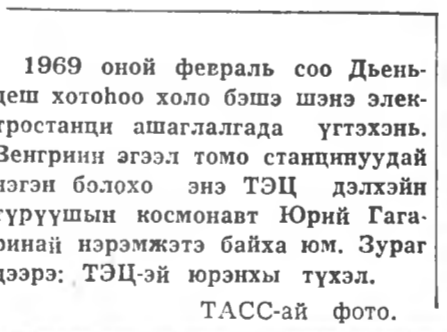 1969 оной февраль соо Дьень-
деш хотоһоо холо бэшэ шэнэ элек-
тростанци ашаглалгада үгтэхэнь.
Венгриин эгээл томо станцинуудай
нэгэн болохо энэ ТЭЦ дэлхэйн
түрүүшын космонавт Юрий Гага-
ринай нэрэмжэтэ байха юм. Зураг
дээрэ: ТЭЦ-эй юрэнхы түхэл.
ТАСС-ай фото.